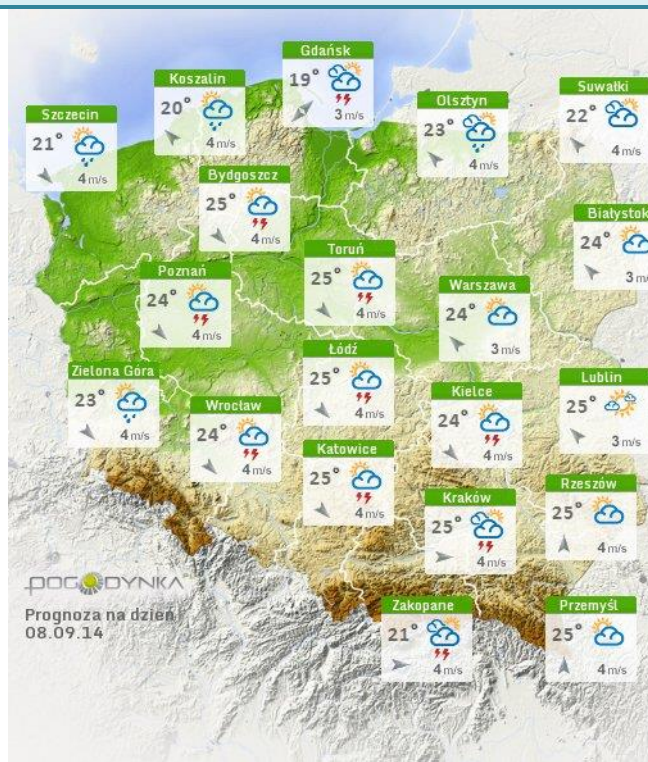 Gdańsk
19°
3 m/s
Koszalin
20°
4 m/s
Szczecin
21°
4 m/s
Olsztyn
23°
4 m/s
Suwałki
22°
4 m/s
Bydgoszcz
25°
4 m/s
Białystok
24°
3 m/s
Toruń
25°
4 m/s
Poznań
24°
4 m/s
Warszawa
24°
3 m/s
Łódź
25°
4 m/s
Zielona Góra
23°
4 m/s
Wrocław
24°
4 m/s
Kielce
24°
4 m/s
Lublin
25°
3 m/s
Katowice
25°
4 m/s
Kraków
25°
4 m/s
Rzeszów
25°
4 m/s
POGODYNKA
Prognoza na dzień
08.09.14
Zakopane
21°
4 m/s
Przemyśl
25°
4 m/s